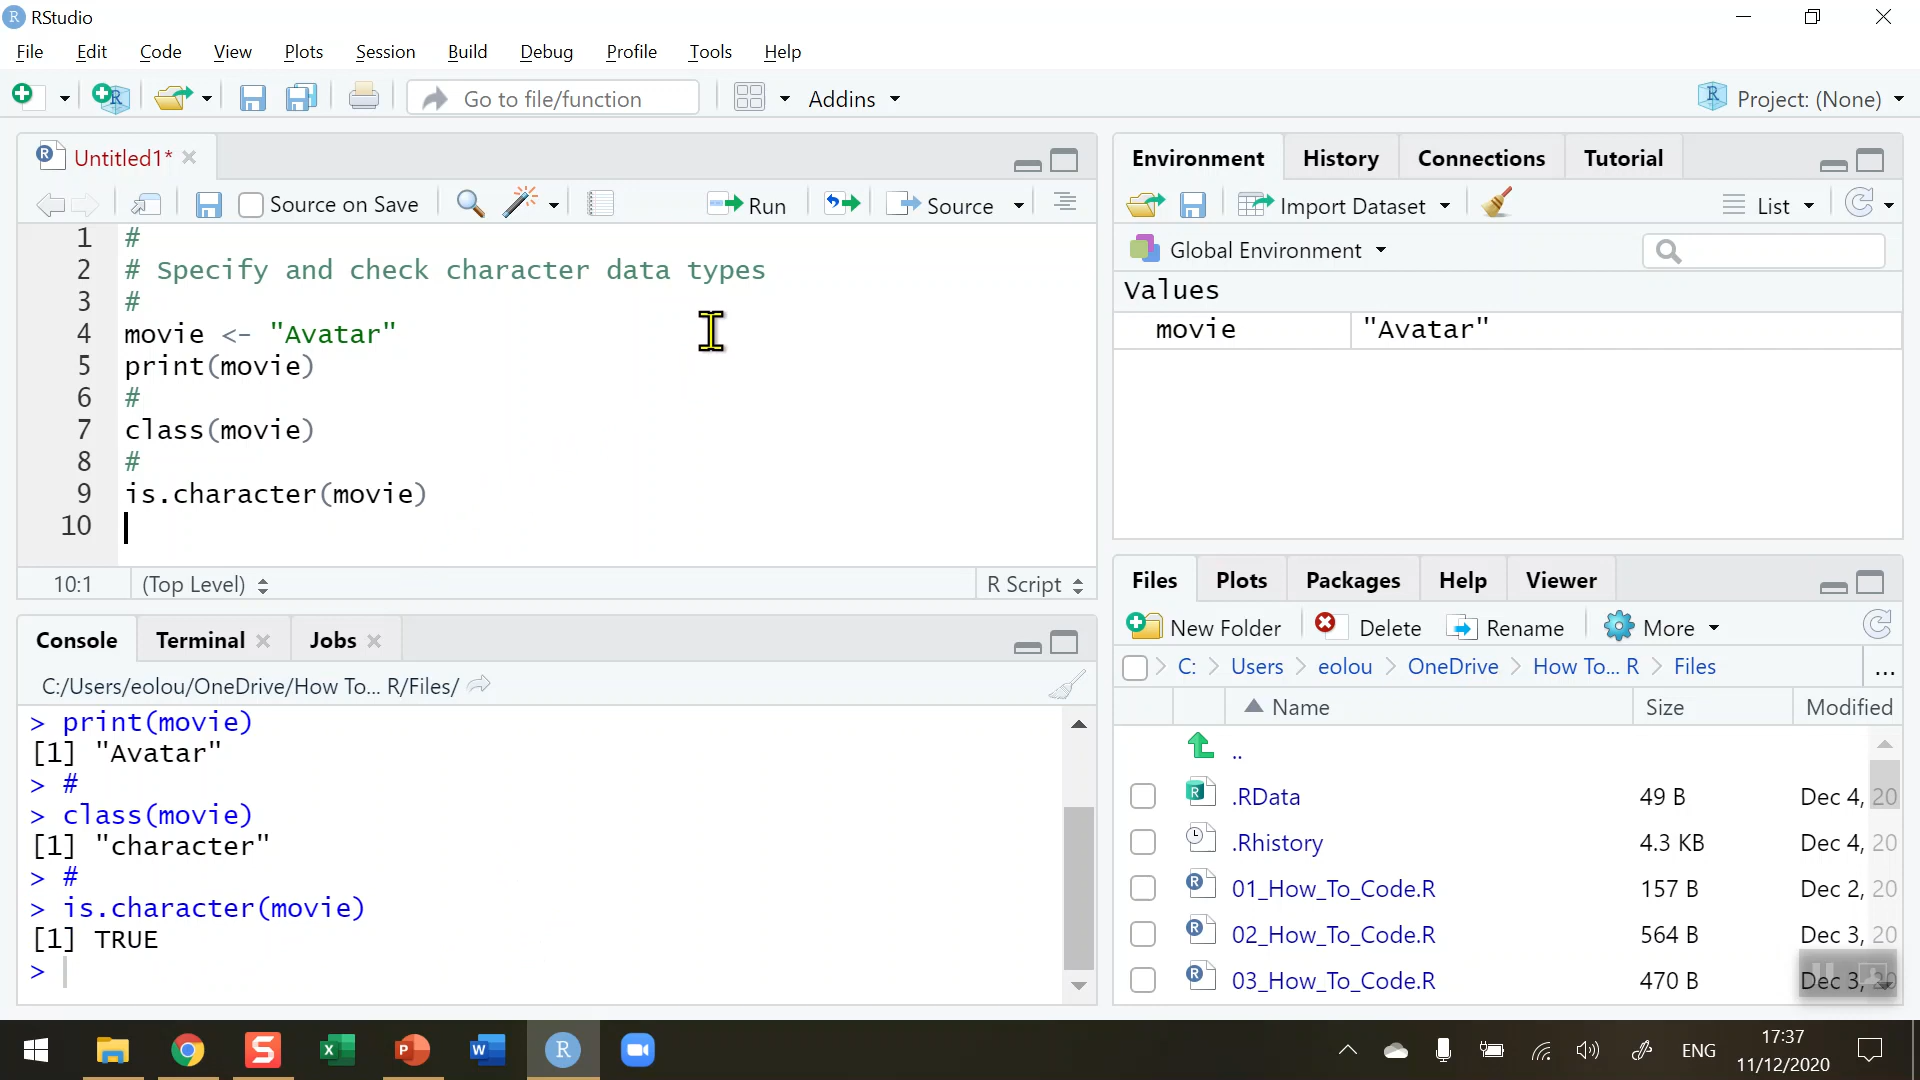 RStudio
File Edit Code View Plots Session Build Debug Profile Tools Help
Go to file/function
Addins
Project: (None)
Untitled1*
Source on Save
Run
Source
1 #
2 # Specify and check character data types
3 #
4 movie <- "Avatar"
5 print(movie)
6 #
7 class(movie)
8 #
9 is.character(movie)
10
10:1
(Top Level)
R Script
Console Terminal Jobs
C:/Users/eolou/OneDrive/How To... R/Files/
> print(movie)
[1] "Avatar"
> #
> class(movie)
[1] "character"
> #
> is.character(movie)
[1] TRUE
>
Environment History Connections Tutorial
Import Dataset
List
Global Environment
Values
movie "Avatar"
Files Plots Packages Help Viewer
New Folder Delete Rename More
C: Users eolou OneDrive How To... R Files ...
Name Size Modified
..
.RData 49 B Dec 4, 20
.Rhistory 4.3 KB Dec 4, 20
01_How_To_Code.R 157 B Dec 2, 20
02_How_To_Code.R 564 B Dec 3, 20
03_How_To_Code.R 470 B Dec 3, 20
ENG
17:37
11/12/2020